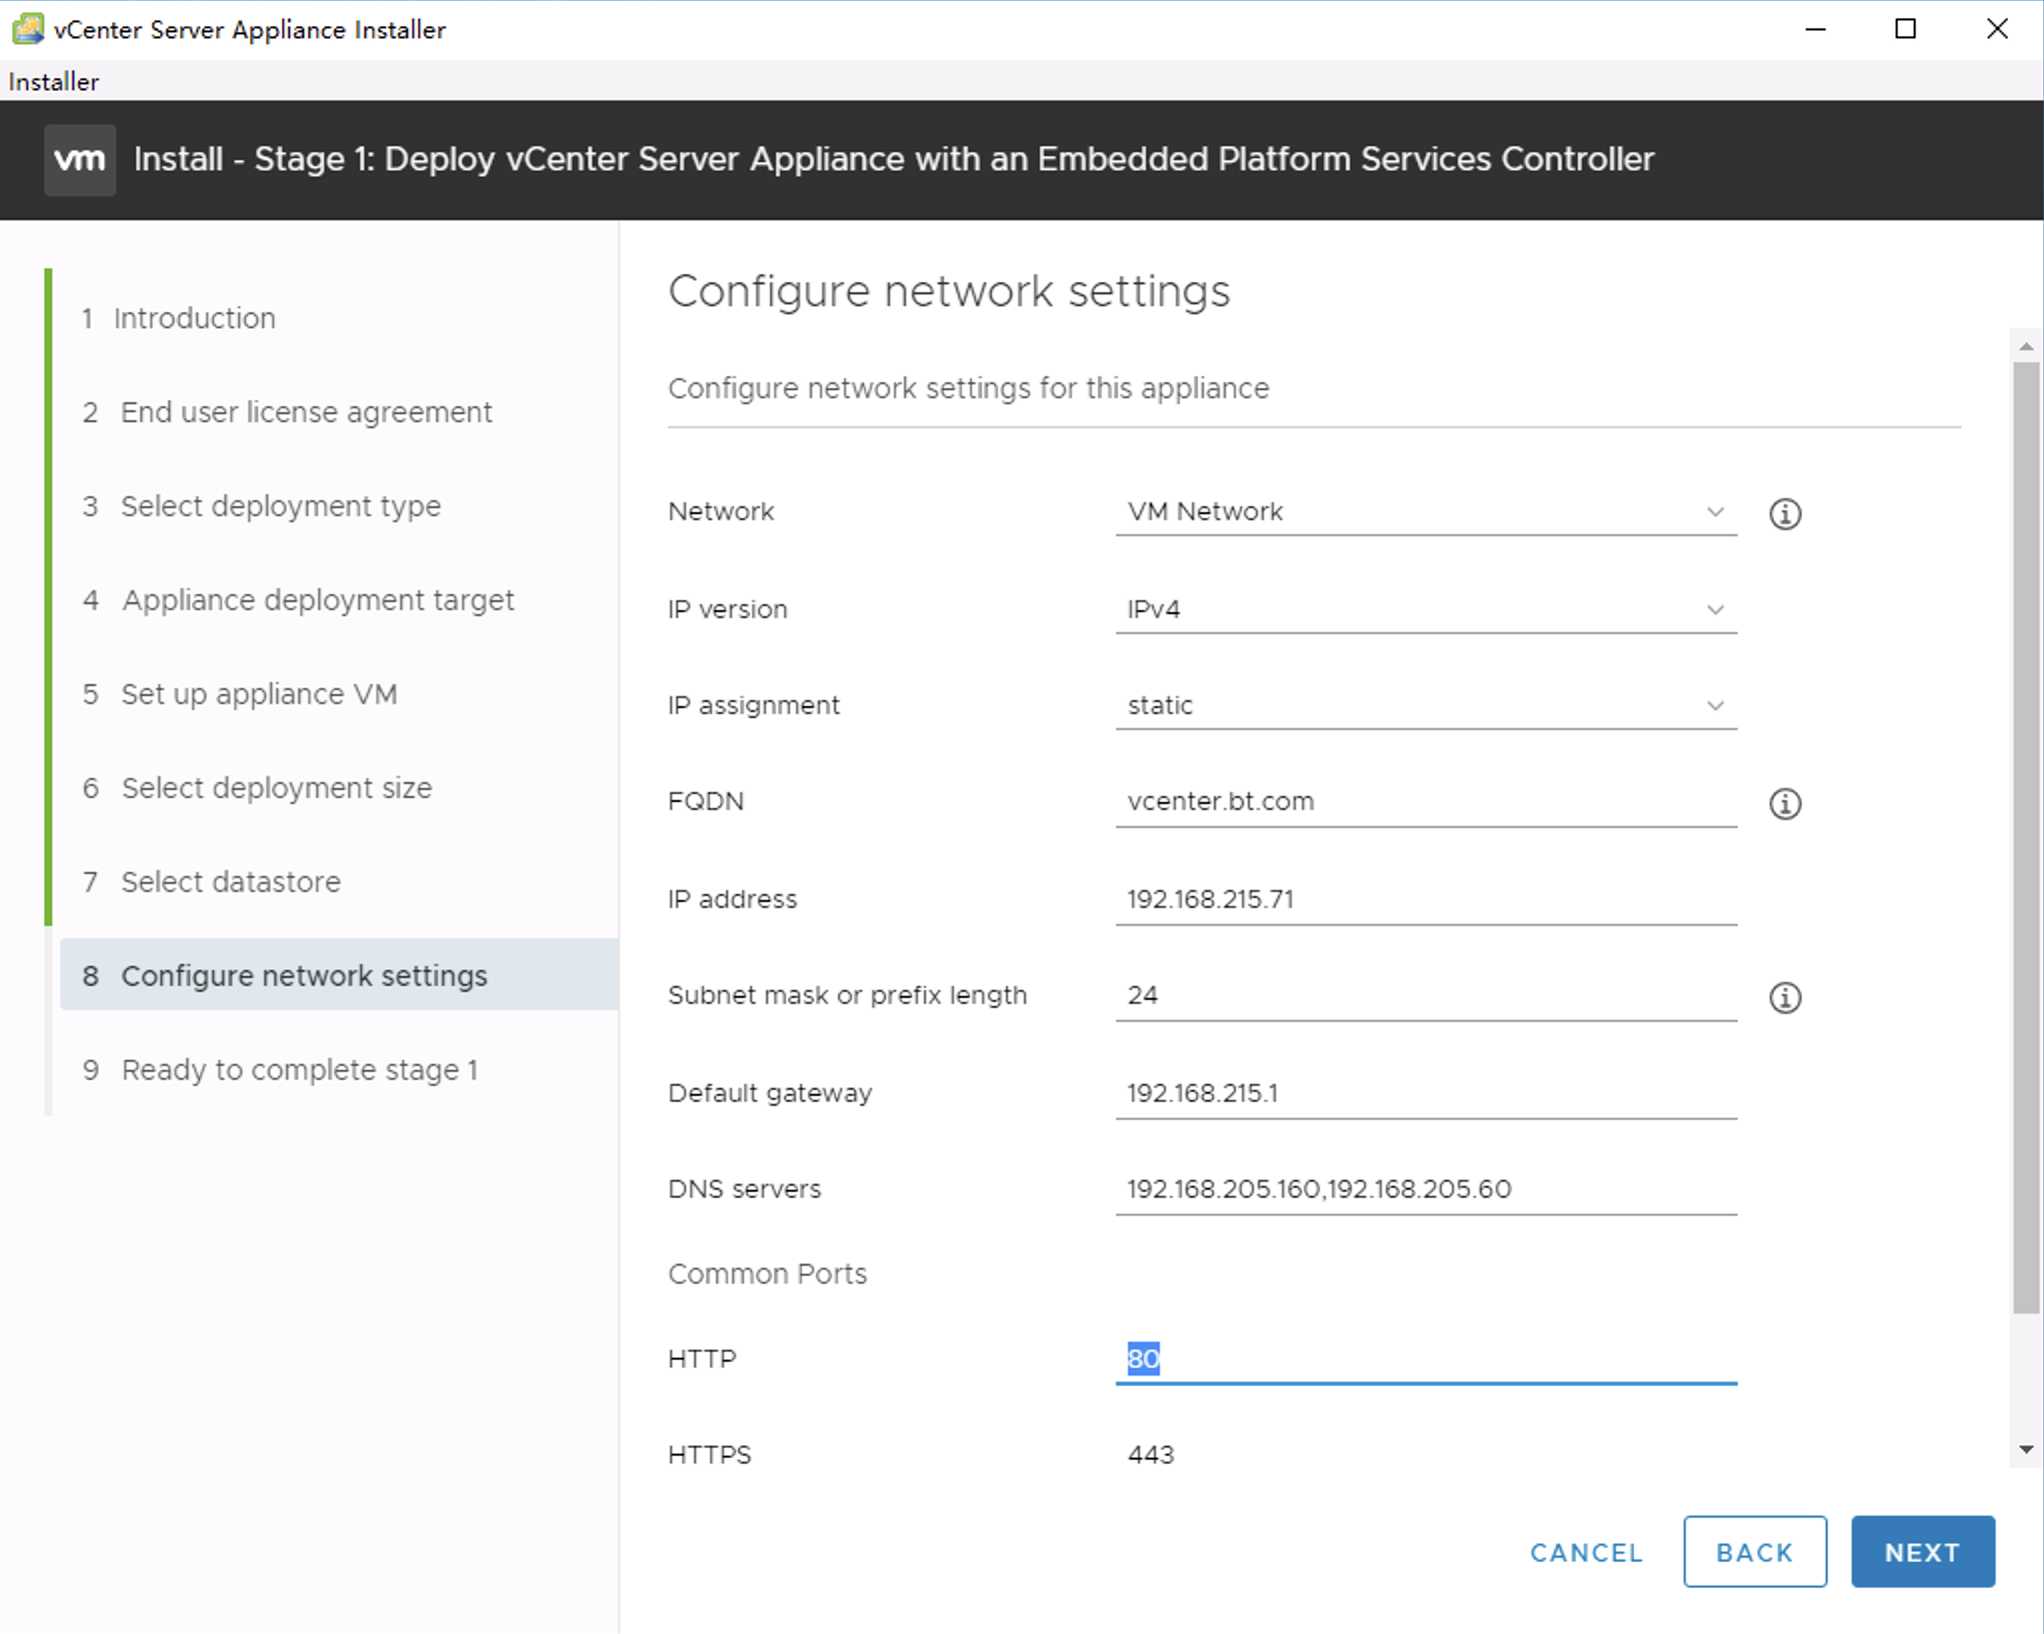 vCenter Server Appliance Installer
Installer
vm Install - Stage 1: Deploy vCenter Server Appliance with an Embedded Platform Services Controller
1 Introduction
2 End user license agreement
3 Select deployment type
4 Appliance deployment target
5 Set up appliance VM
6 Select deployment size
7 Select datastore
8 Configure network settings
9 Ready to complete stage 1
Configure network settings
Configure network settings for this appliance
Network VM Network
IP version IPv4
IP assignment static
FQDN vcenter.bt.com
IP address 192.168.215.71
Subnet mask or prefix length 24
Default gateway 192.168.215.1
DNS servers 192.168.205.160,192.168.205.60
Common Ports
HTTP 80
HTTPS 443
CANCEL BACK NEXT